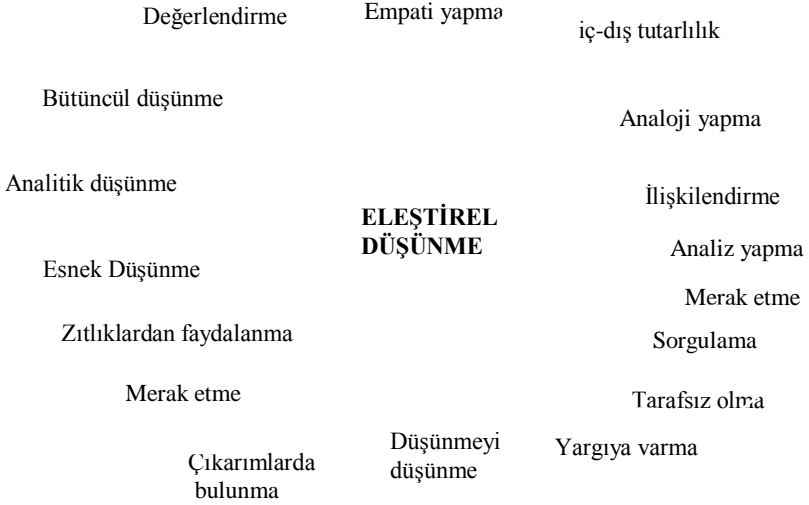 Değerlendirme
Empati yapma
iç-dış tutarlılık
Bütüncül düşünme
Analoji yapma
Analitik düşünme
İlişkilendirme
ELEŞTİREL
DÜŞÜNME
Analiz yapma
Esnek Düşünme
Merak etme
Zıtlıklardan faydalanma
Sorgulama
Merak etme
Tarafsız olma
Düşünmeyi
düşünme
Yargıya varma
Çıkarımlarda
bulunma